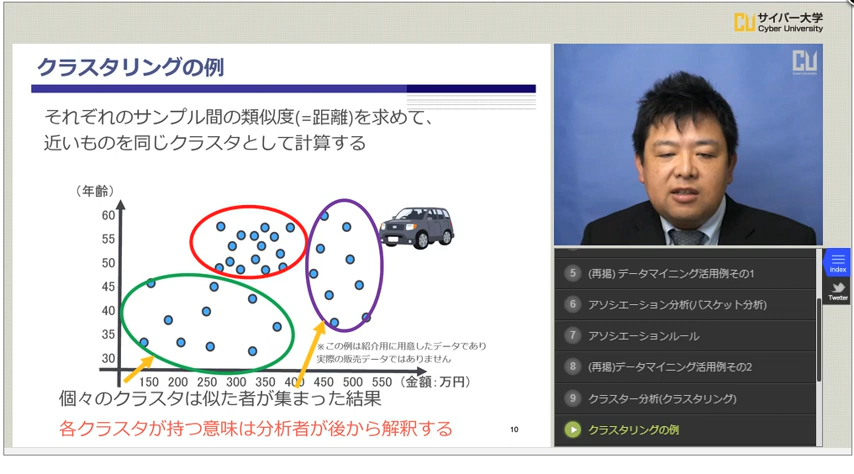 サイバー大学
Cyber University
クラスタリングの例
それぞれのサンプル間の類似度(=距離)を求めて、
近いものを同じクラスタとして計算する
(年齢)
60
55
50
45
40
35
30
150 200 250 300 350 400 450 500 550 (金額:万円)
※この例は紹介用に用意したデータであり
実際の販売データではありません
個々のクラスタは似た者が集まった結果
各クラスタが持つ意味は分析者が後から解釈する
10
CU
Cyber University
5 (再掲) データマイニング活用例その1
6 アソシエーション分析(バスケット分析)
7 アソシエーションルール
8 (再掲)データマイニング活用例その2
9 クラスター分析(クラスタリング)
クラスタリングの例
index
Tweeter